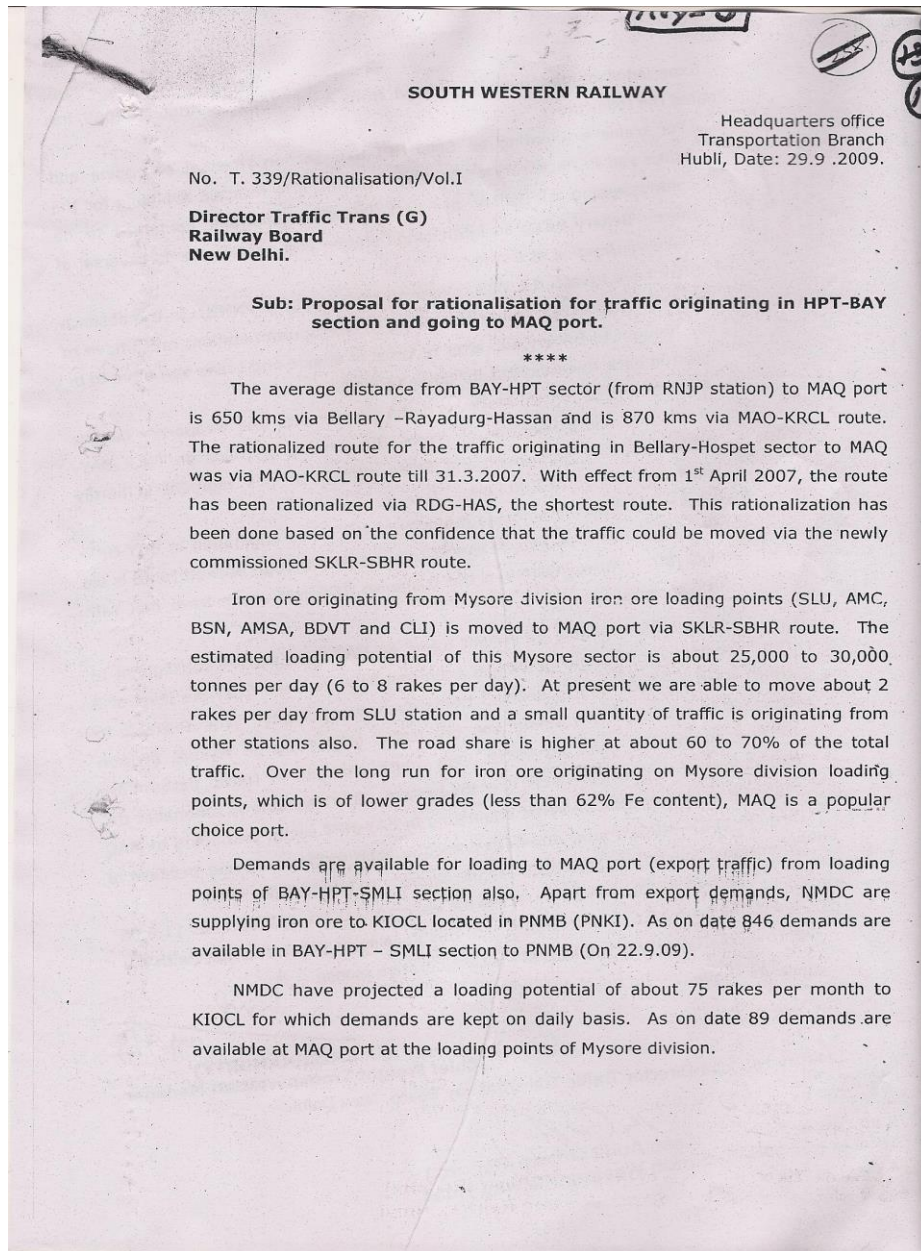 SOUTH WESTERN RAILWAY
Headquarters office
Transportation Branch
Hubli, Date: 29.9 .2009.
No. T. 339/Rationalisation/Vol.I
Director Traffic Trans (G)
Railway Board
New Delhi.
Sub: Proposal for rationalisation for traffic originating in HPT-BAY
section and going to MAQ port.
****
The average distance from BAY-HPT sector (from RNJP station) to MAQ port
is 650 kms via Bellary –Rayadurg-Hassan and is 870 kms via MAO-KRCL route.
The rationalized route for the traffic originating in Bellary-Hospet sector to MAQ
was via MAO-KRCL route till 31.3.2007. With effect from 1st April 2007, the route
has been rationalized via RDG-HAS, the shortest route. This rationalization has
been done based on the confidence that the traffic could be moved via the newly
commissioned SKLR-SBHR route.
Iron ore originating from Mysore division iron ore loading points (SLU, AMC,
BSN, AMSA, BDVT and CLI) is moved to MAQ port via SKLR-SBHR route. The
estimated loading potential of this Mysore sector is about 25,000 to 30,000
tonnes per day (6 to 8 rakes per day). At present we are able to move about 2
rakes per day from SLU station and a small quantity of traffic is originating from
other stations also. The road share is higher at about 60 to 70% of the total
traffic. Over the long run for iron ore originating on Mysore division loading
points, which is of lower grades (less than 62% Fe content), MAQ is a popular
choice port.
Demands are available for loading to MAQ port (export traffic) from loading
points of BAY-HPT-SMLI section also. Apart from export demands, NMDC are
supplying iron ore to KIOCL located in PNMB (PNKI). As on date 846 demands are
available in BAY-HPT – SMLI section to PNMB (On 22.9.09).
NMDC have projected a loading potential of about 75 rakes per month to
KIOCL for which demands are kept on daily basis. As on date 89 demands are
available at MAQ port at the loading points of Mysore division.